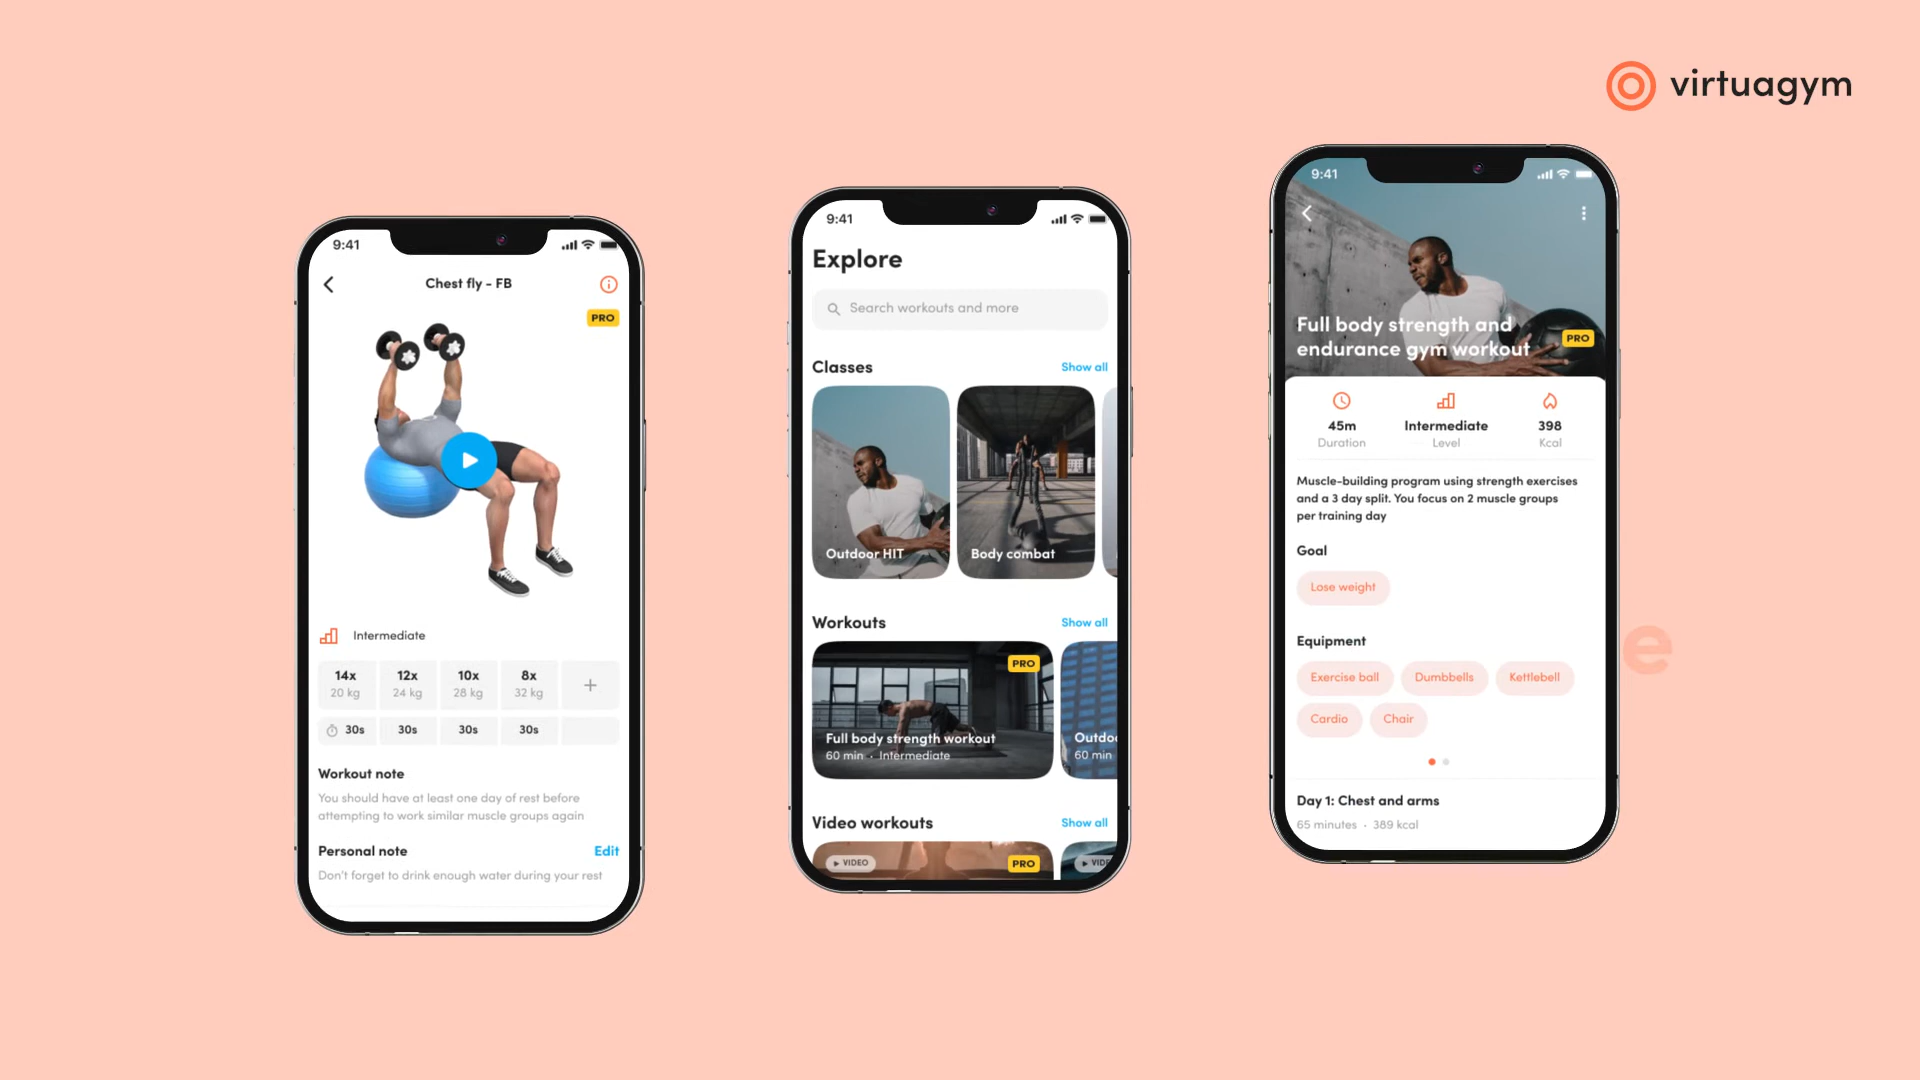 virtuagym
9:41
Chest fly - FB
PRO
Intermediate
14x 12x 10x 8x
20 kg 24 kg 28 kg 32 kg
30s 30s 30s 30s
Workout note
You should have at least one day of rest before
attempting to work similar muscle groups again
Personal note Edit
Don't forget to drink enough water during your rest
9:41
Explore
Search workouts and more
Classes Show all
Outdoor HIT Body combat
Workouts Show all
PRO
Full body strength workout
60 min · Intermediate
60 min
Video workouts Show all
VIDEO PRO
9:41
Full body strength and
endurance gym workout
PRO
45m Intermediate 398
Duration Level Kcal
Muscle-building program using strength exercises
and a 3 day split. You focus on 2 muscle groups
per training day
Goal
Lose weight
Equipment
Exercise ball Dumbbells Kettlebell
Cardio Chair
Day 1: Chest and arms
65 minutes · 389 kcal
e